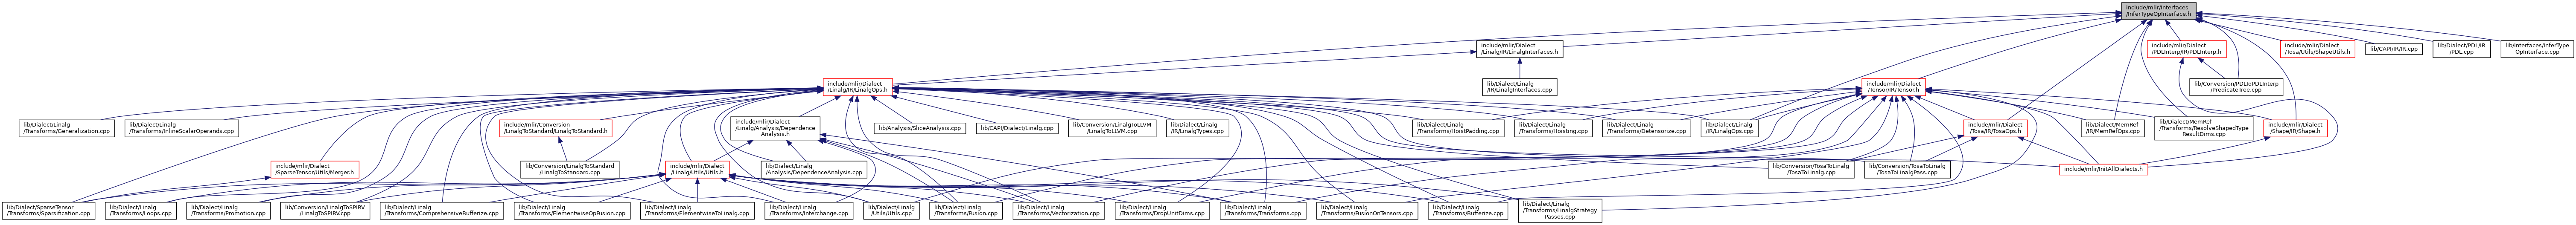 include/mlir/Interfaces
/InferTypeOpInterface.h
include/mlir/Dialect
/Linalg/IR/LinalgInterfaces.h
include/mlir/Dialect
/PDLInterp/IR/PDLInterp.h
include/mlir/Dialect
/Tosa/Utils/ShapeUtils.h
lib/CAPI/IR/IR.cpp
lib/Dialect/PDL/IR
/PDL.cpp
lib/Interfaces/InferType
OpInterface.cpp
include/mlir/Dialect
/Linalg/IR/LinalgOps.h
lib/Dialect/Linalg
/IR/LinalgInterfaces.cpp
include/mlir/Dialect
/Tensor/IR/Tensor.h
lib/Conversion/PDLToPDLInterp
/PredicateTree.cpp
lib/Dialect/Linalg
/Transforms/Generalization.cpp
lib/Dialect/Linalg
/Transforms/InlineScalarOperands.cpp
include/mlir/Conversion
/LinalgToStandard/LinalgToStandard.h
include/mlir/Dialect
/Linalg/Analysis/Dependence
Analysis.h
lib/Analysis/SliceAnalysis.cpp
lib/CAPI/Dialect/Linalg.cpp
lib/Conversion/LinalgToLLVM
/LinalgToLLVM.cpp
lib/Dialect/Linalg
/IR/LinalgTypes.cpp
lib/Dialect/Linalg
/Transforms/HoistPadding.cpp
lib/Dialect/Linalg
/Transforms/Hoisting.cpp
lib/Dialect/Linalg
/Transforms/Detensorize.cpp
lib/Dialect/Linalg
/IR/LinalgOps.cpp
include/mlir/Dialect
/Tosa/IR/TosaOps.h
lib/Dialect/MemRef
/IR/MemRefOps.cpp
lib/Dialect/MemRef
/Transforms/ResolveShapedType
ResultDims.cpp
include/mlir/Dialect
/Shape/IR/Shape.h
include/mlir/Dialect
/SparseTensor/Utils/Merger.h
lib/Conversion/LinalgToStandard
/LinalgToStandard.cpp
include/mlir/Dialect
/Linalg/Utils/Utils.h
lib/Dialect/Linalg
/Analysis/DependenceAnalysis.cpp
lib/Conversion/TosaToLinalg
/TosaToLinalg.cpp
lib/Conversion/TosaToLinalg
/TosaToLinalgPass.cpp
include/mlir/InitAllDialects.h
lib/Dialect/SparseTensor
/Transforms/Sparsification.cpp
lib/Dialect/Linalg
/Transforms/Loops.cpp
lib/Dialect/Linalg
/Transforms/Promotion.cpp
lib/Conversion/LinalgToSPIRV
/LinalgToSPIRV.cpp
lib/Dialect/Linalg
/Transforms/ComprehensiveBufferize.cpp
lib/Dialect/Linalg
/Transforms/ElementwiseOpFusion.cpp
lib/Dialect/Linalg
/Transforms/ElementwiseToLinalg.cpp
lib/Dialect/Linalg
/Transforms/Interchange.cpp
lib/Dialect/Linalg
/Utils/Utils.cpp
lib/Dialect/Linalg
/Transforms/Fusion.cpp
lib/Dialect/Linalg
/Transforms/Vectorization.cpp
lib/Dialect/Linalg
/Transforms/DropUnitDims.cpp
lib/Dialect/Linalg
/Transforms/Transforms.cpp
lib/Dialect/Linalg
/Transforms/FusionOnTensors.cpp
lib/Dialect/Linalg
/Transforms/Bufferize.cpp
lib/Dialect/Linalg
/Transforms/LinalgStrategy
Passes.cpp